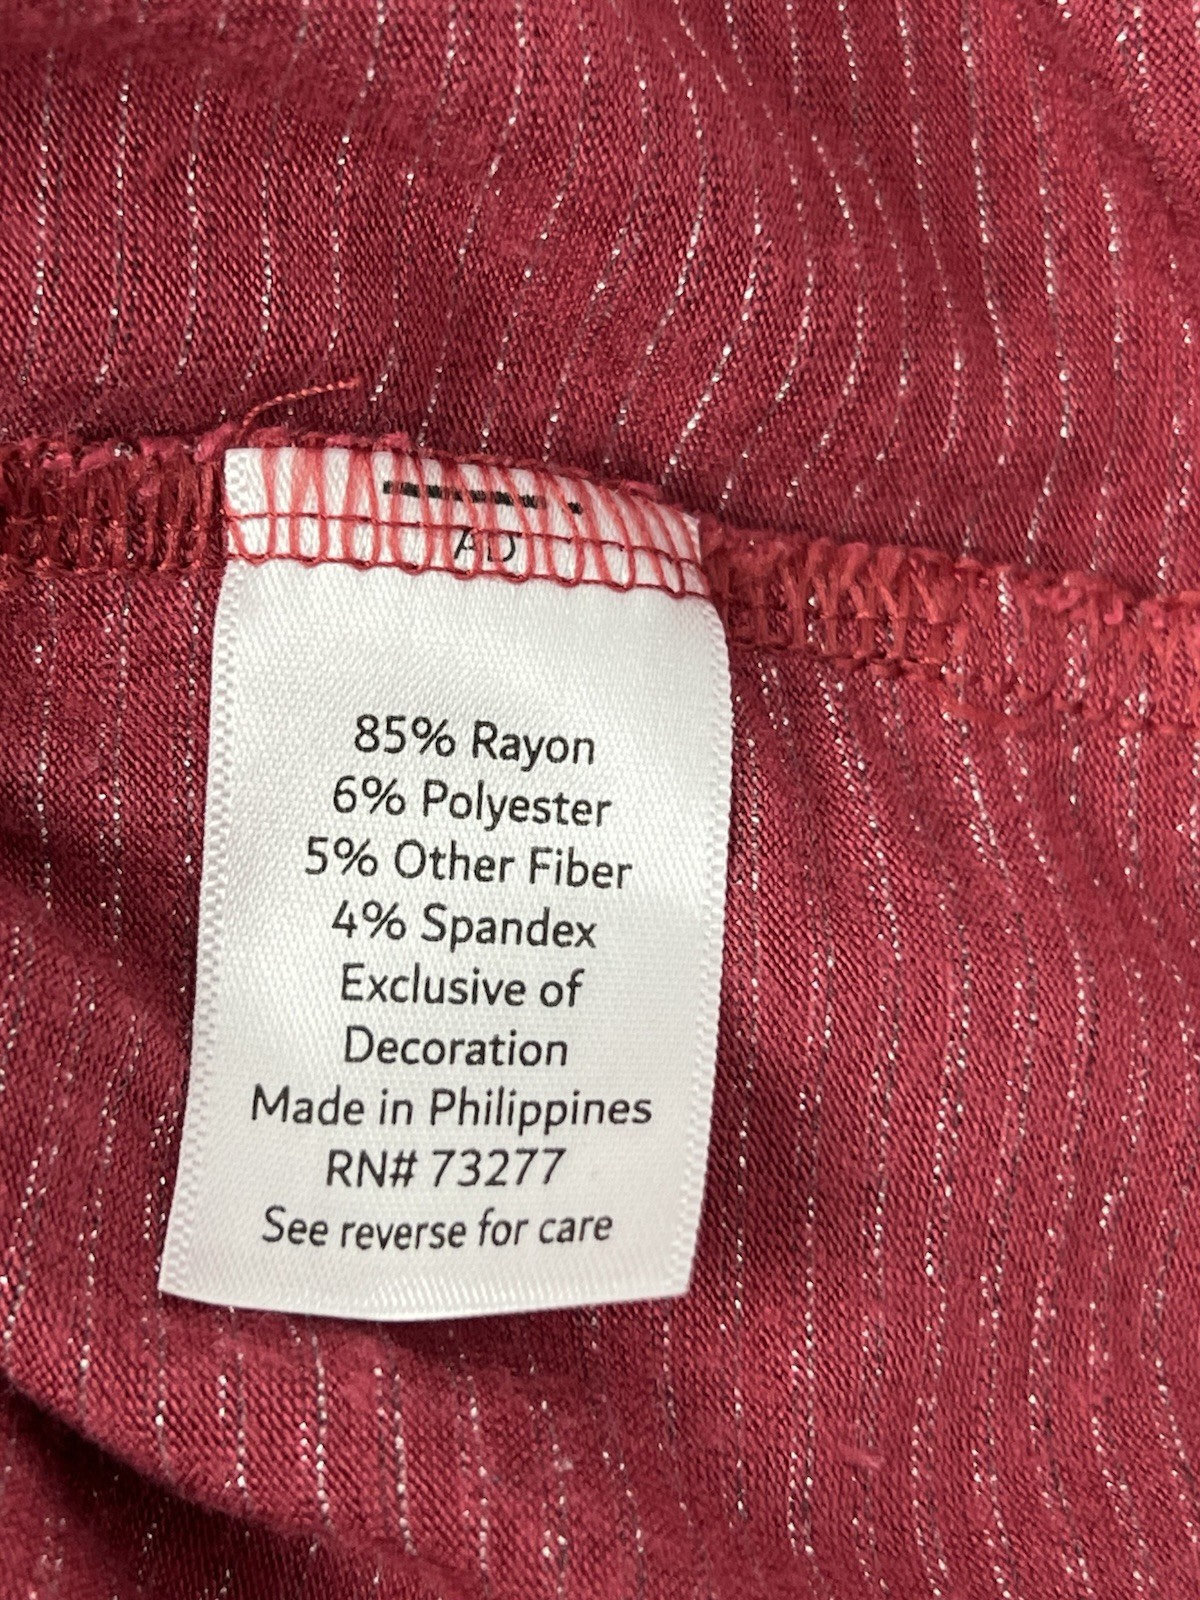 85% Rayon
6% Polyester
5% Other Fiber
4% Spandex
Exclusive of
Decoration
Made in Philippines
RN# 73277
See reverse for care